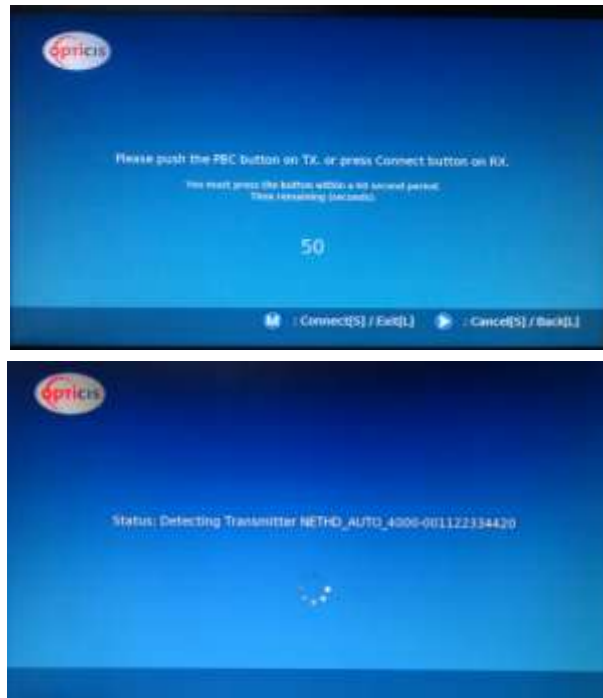 opticis
Please push the PBC button on TX. or press Connect button on RX.
You must press the button within a 60 second period.
Time remaining (seconds).
50
M : Connect[S] / Exit[L] : Cancel[S] / Back[L]
opticis
Status: Detecting Transmitter NETHD_AUTO_4000-001122334420